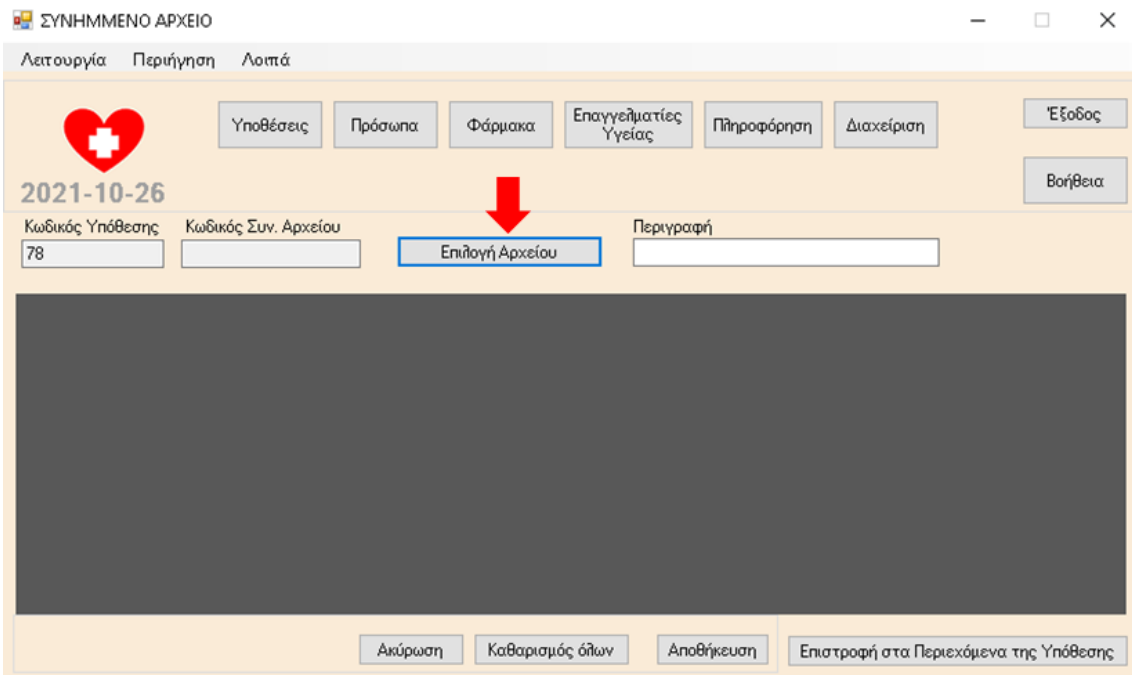 ΣΥΝΗΜΜΕΝΟ ΑΡΧΕΙΟ
Λειτουργία Περιήγηση Λοιπά
Υποθέσεις Πρόσωπα Φάρμακα Επαγγελματίες Υγείας Πληροφόρηση Διαχείριση Έξοδος
2021-10-26 Βοήθεια
Κωδικός Υπόθεσης Κωδικός Συν. Αρχείου Περιγραφή
78 Επιλογή Αρχείου
Ακύρωση Καθαρισμός όλων Αποθήκευση Επιστροφή στα Περιεχόμενα της Υπόθεσης